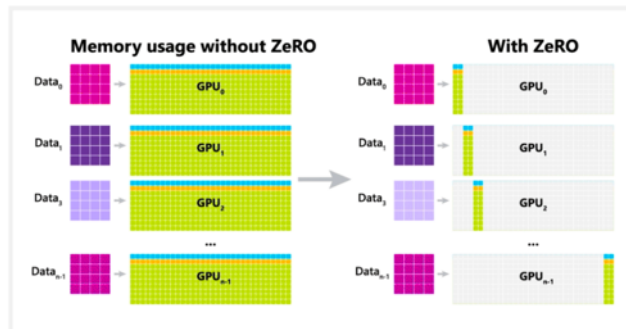 Memory usage without ZeRO
With ZeRO
Data0
GPU0
Data0
GPU0
Data1
GPU1
Data1
GPU1
Data3
GPU2
Data3
GPU2
...
...
Datan-1
GPUn-1
Datan-1
GPUn-1